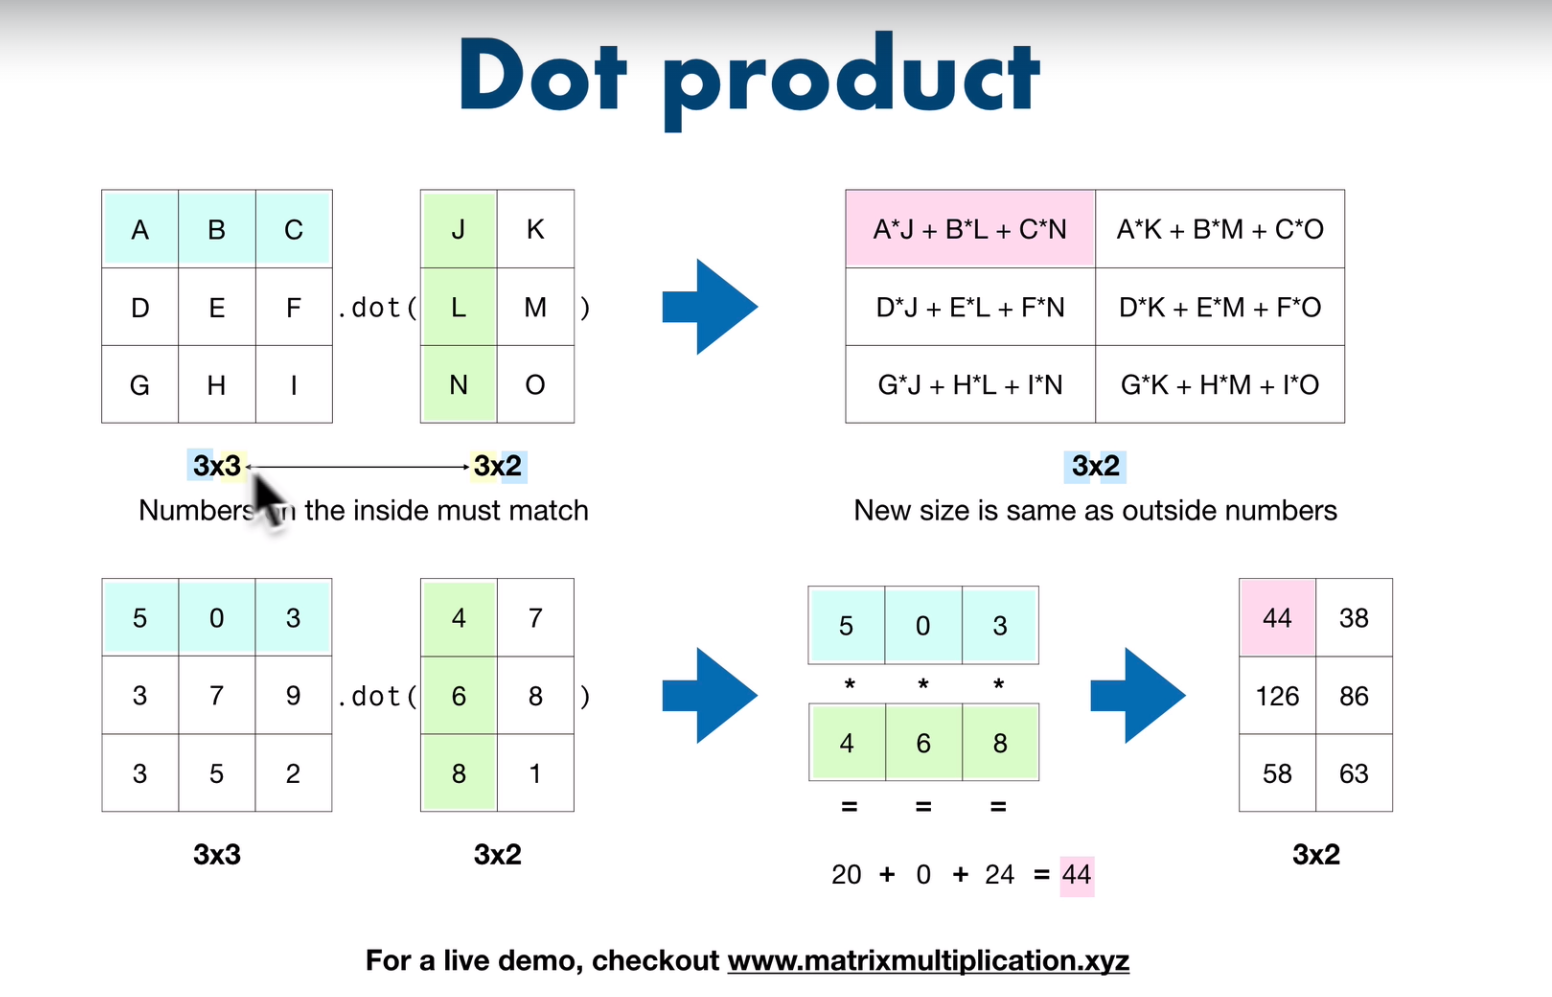 Dot product
A B C J K A*J + B*L + C*N A*K + B*M + C*O
D E F .dot( L M ) D*J + E*L + F*N D*K + E*M + F*O
G H I N O G*J + H*L + I*N G*K + H*M + I*O
3x3 3x2 3x2
Numbers the inside must match New size is same as outside numbers
5 0 3 4 7 5 0 3 44 38
* * *
3 7 9 .dot( 6 8 ) 126 86
4 6 8
3 5 2 8 1 58 63
= = =
3x3 3x2 3x2
20 + 0 + 24 = 44
For a live demo, checkout www.matrixmultiplication.xyz